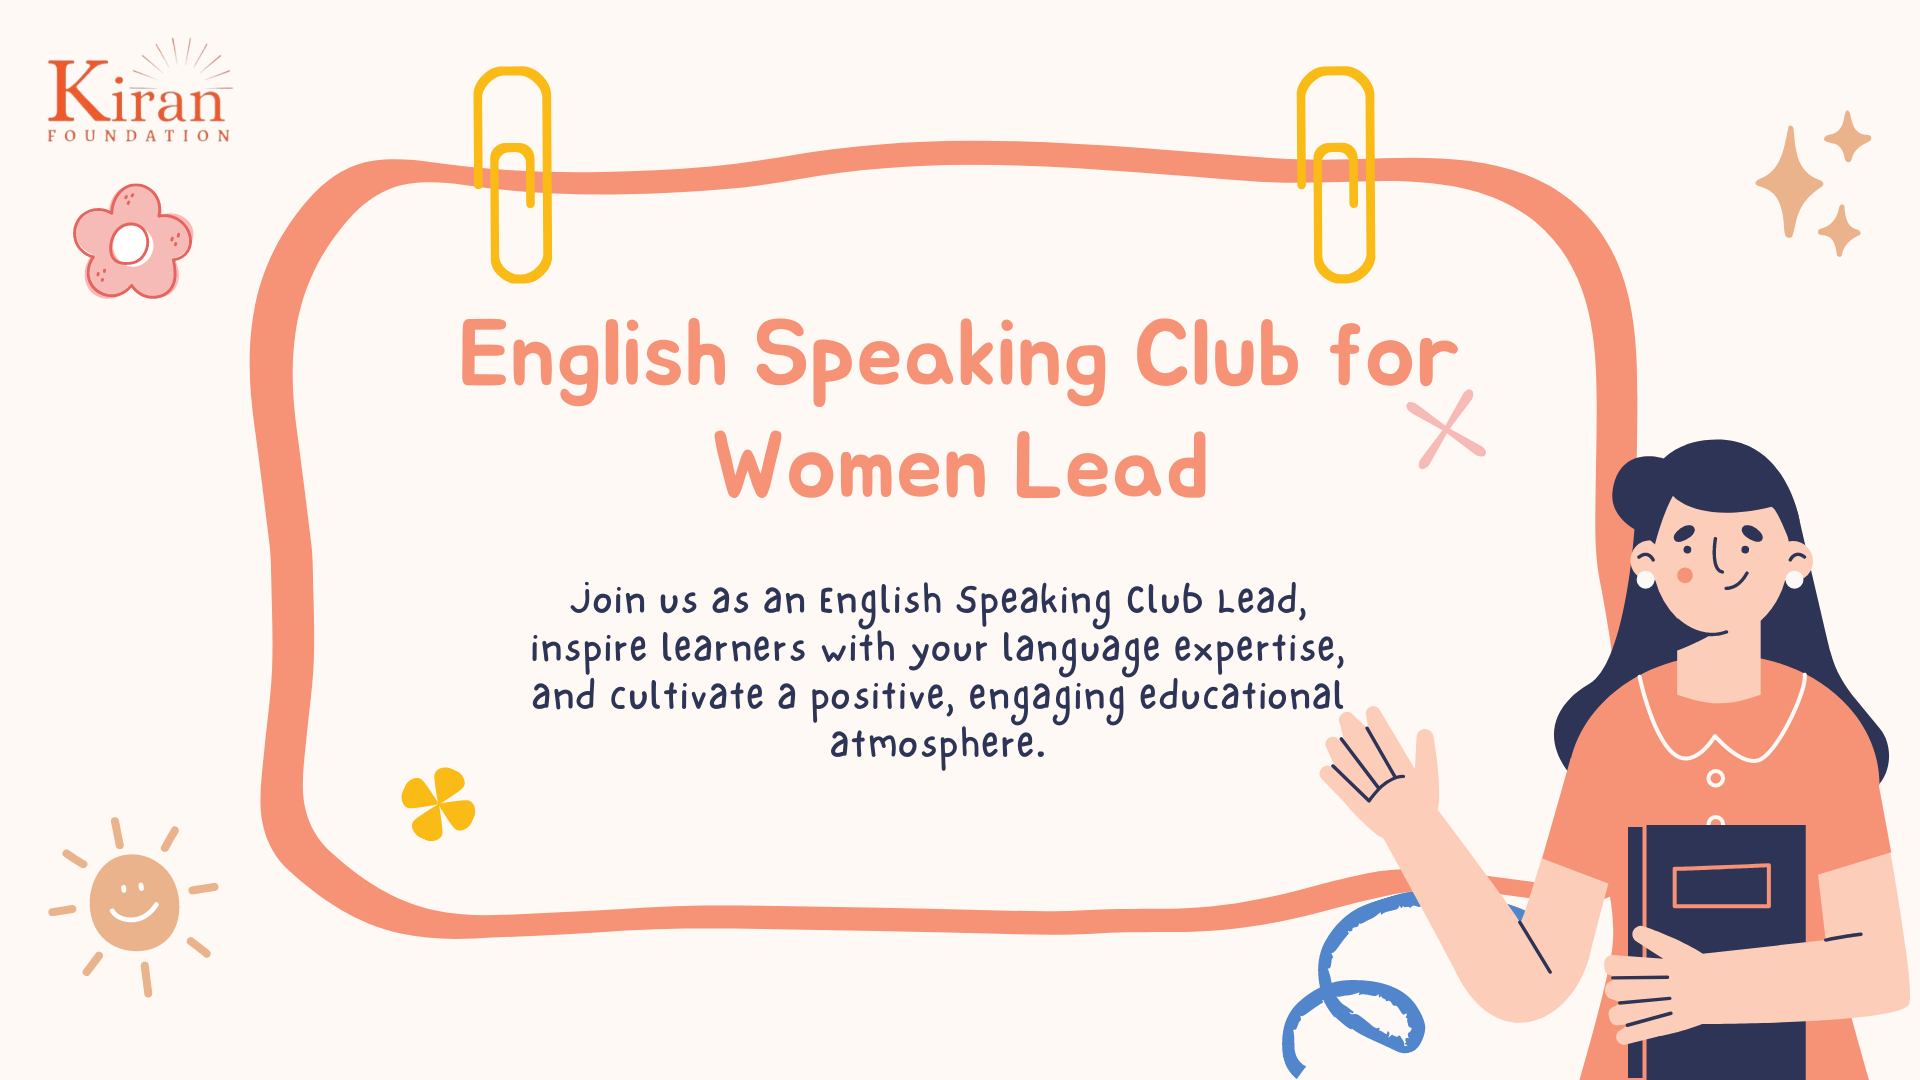 Kiran
FOUNDATION
English Speaking Club for
Women Lead
Join us as an English Speaking Club Lead,
inspire learners with your language expertise,
and cultivate a positive, engaging educational
atmosphere.